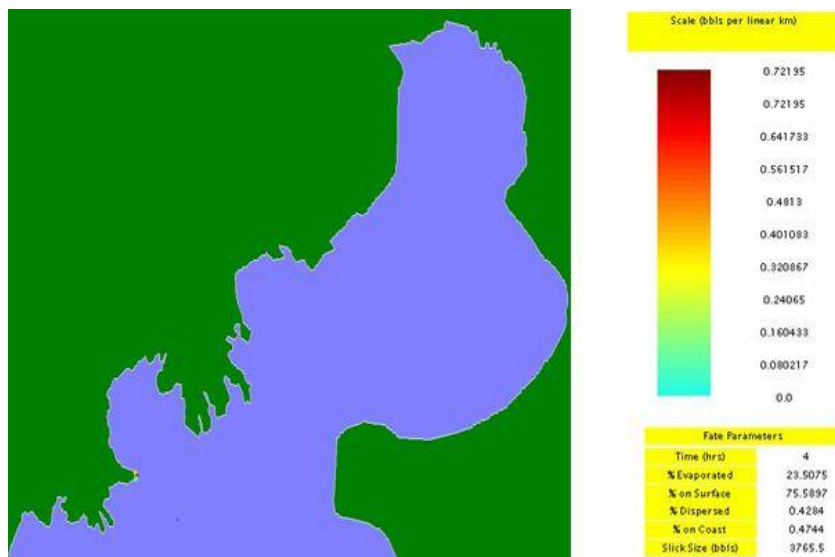 Scale (bbls per linear km)
0.72195
0.72195
0.641733
0.561517
0.4813
0.401083
0.320867
0.24065
0.160433
0.080217
0.0
Fate Parameters
Time (hrs) 4
% Evaporated 23.5075
% on Surface 75.5897
% Dispersed 0.4284
% on Coast 0.4744
Slick Size (bbls) 3765.5